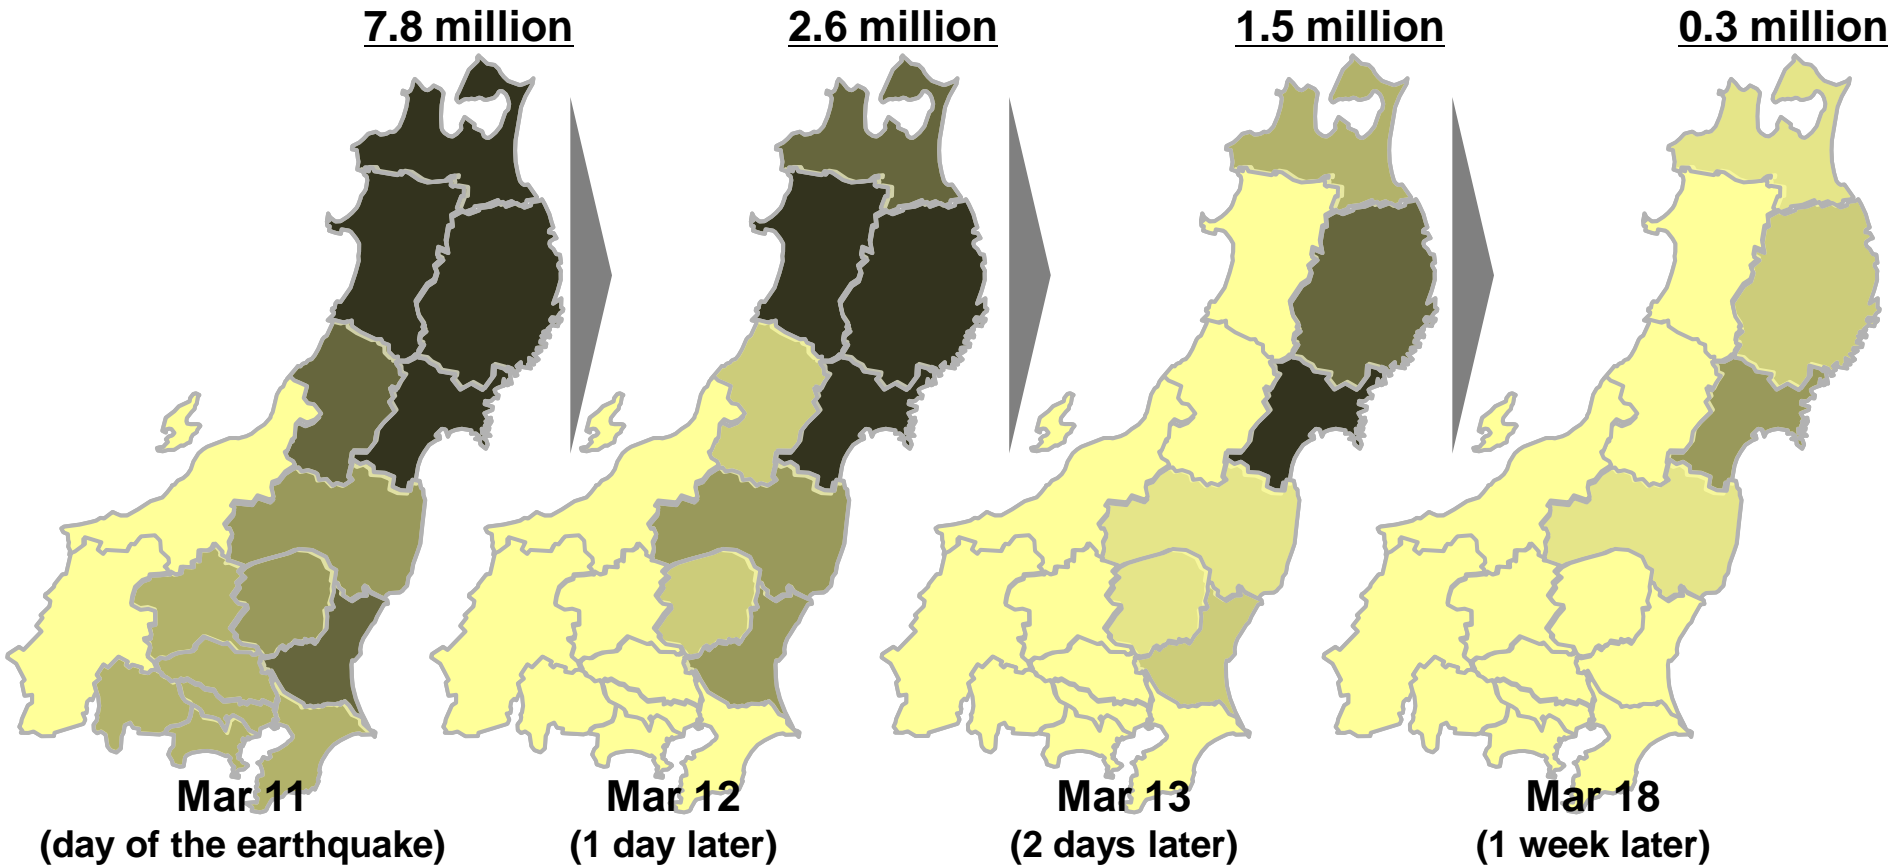 7.8 million
2.6 million
1.5 million
0.3 million
Mar 11
(day of the earthquake)
Mar 12
(1 day later)
Mar 13
(2 days later)
Mar 18
(1 week later)